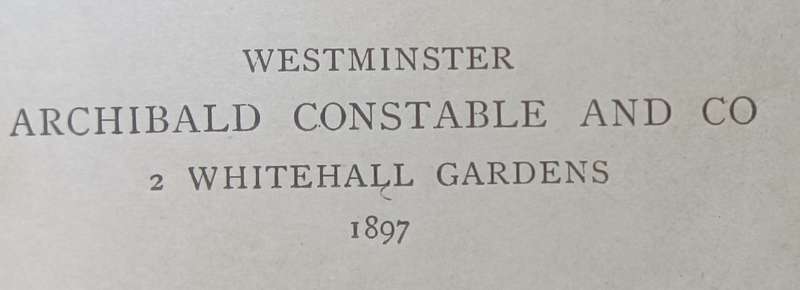 WESTMINSTER
ARCHIBALD CONSTABLE AND CO
2 WHITEHALL GARDENS
1897